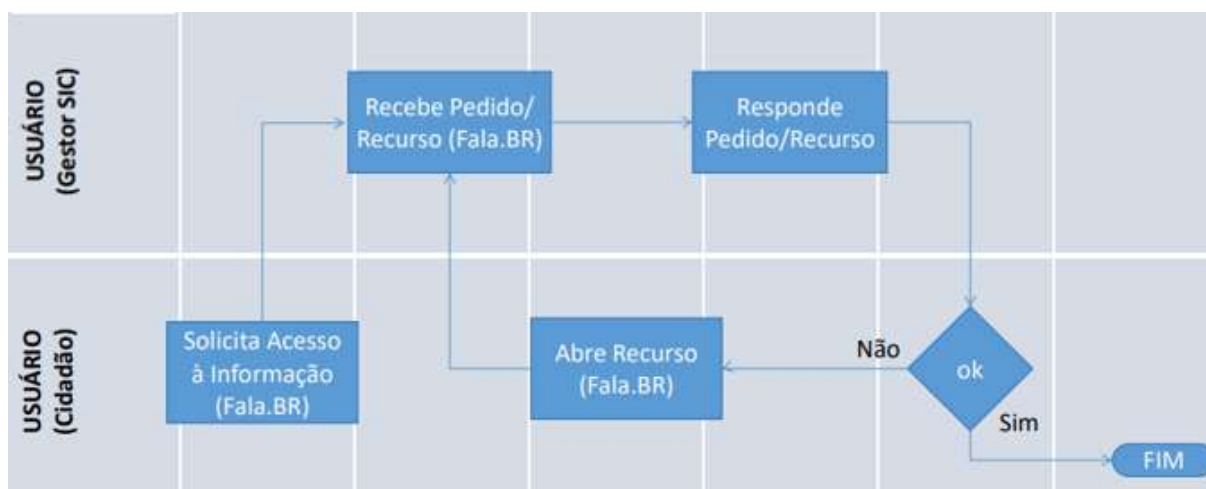 USUÁRIO
(Gestor SIC)
Recebe Pedido/
Recurso (Fala.BR)
Responde
Pedido/Recurso
USUÁRIO
(Cidadão)
Solicita Acesso
à Informação
(Fala.BR)
Abre Recurso
(Fala.BR)
Não
ok
Sim
FIM